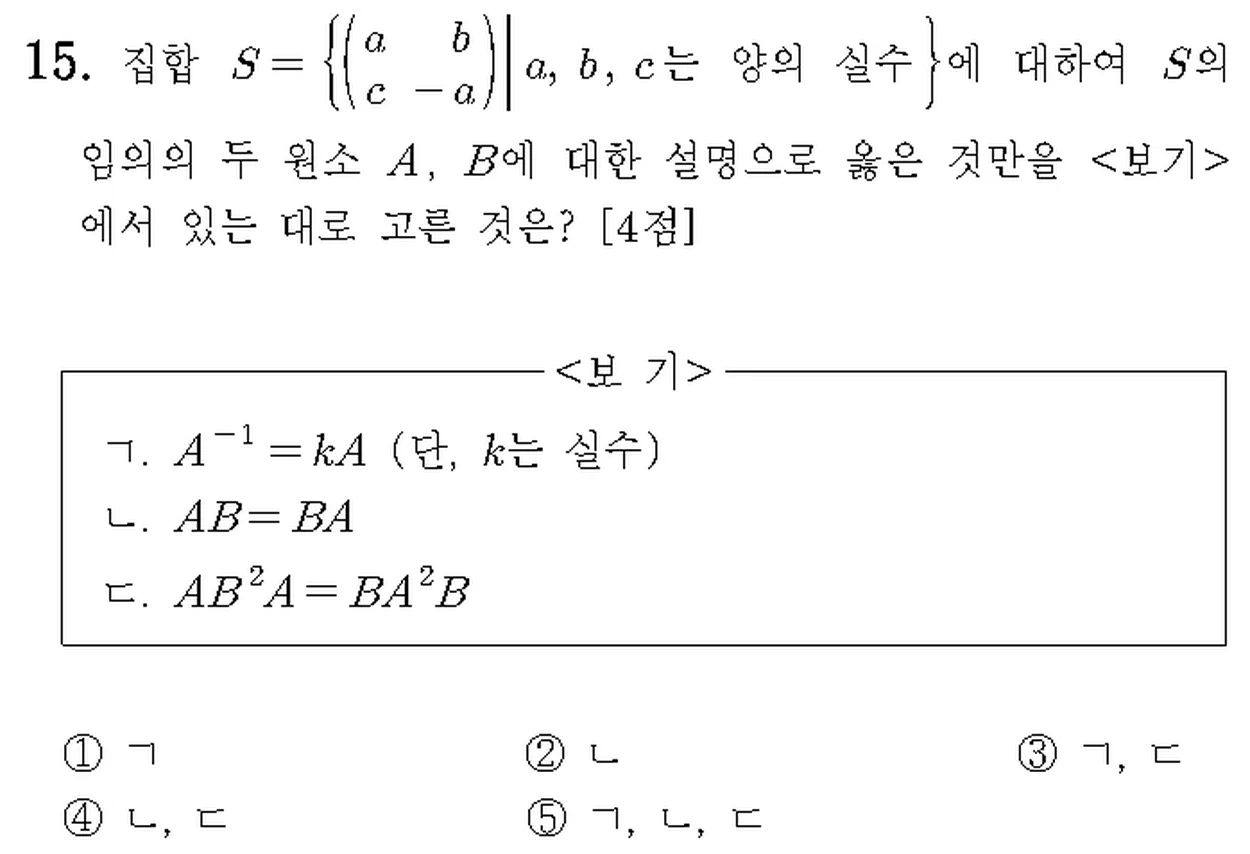 15. 집합 S = {(a b; c -a) | a, b, c는 양의 실수}에 대하여 S의
임의의 두 원소 A, B에 대한 설명으로 옳은 것만을 <보기>
에서 있는 대로 고른 것은? [4점]
<보 기>
ㄱ. A⁻¹ = kA (단, k는 실수)
ㄴ. AB = BA
ㄷ. AB²A = BA²B
① ㄱ ② ㄴ ③ ㄱ, ㄷ
④ ㄴ, ㄷ ⑤ ㄱ, ㄴ, ㄷ